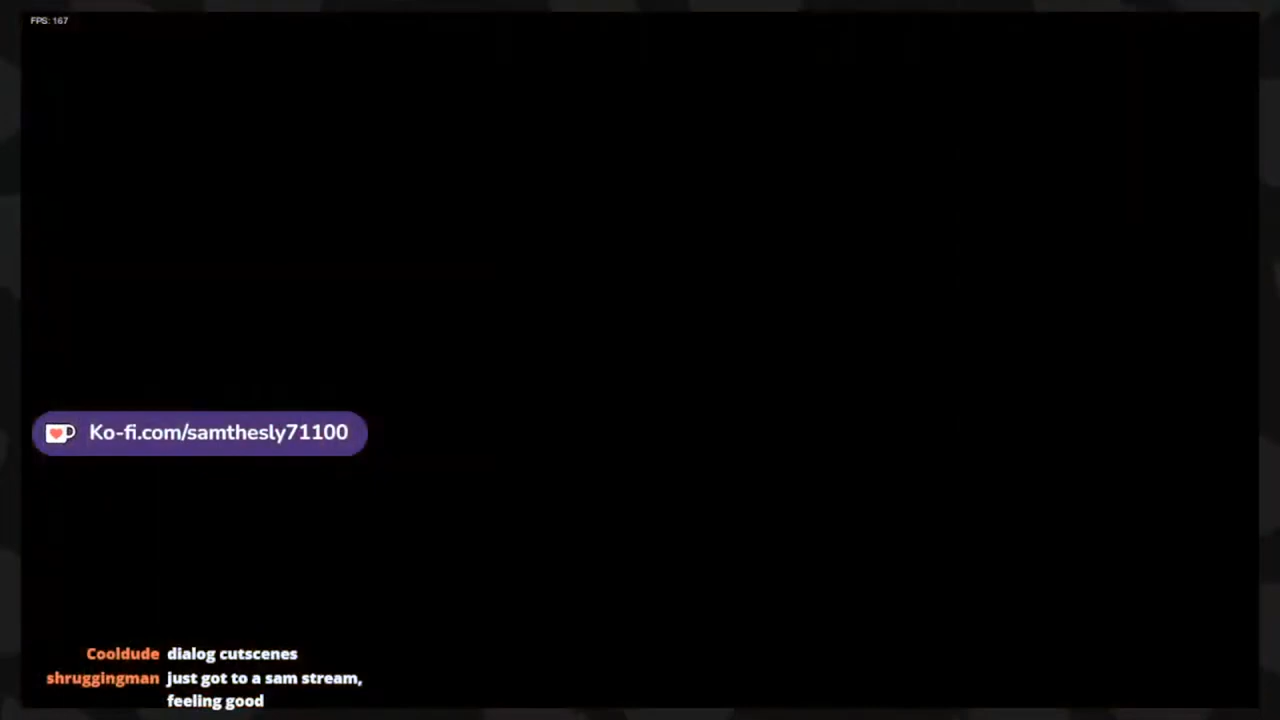 FPS: 167
Ko-fi.com/samthesly71100
Cooldude dialog cutscenes
shruggingman just got to a sam stream,
feeling good